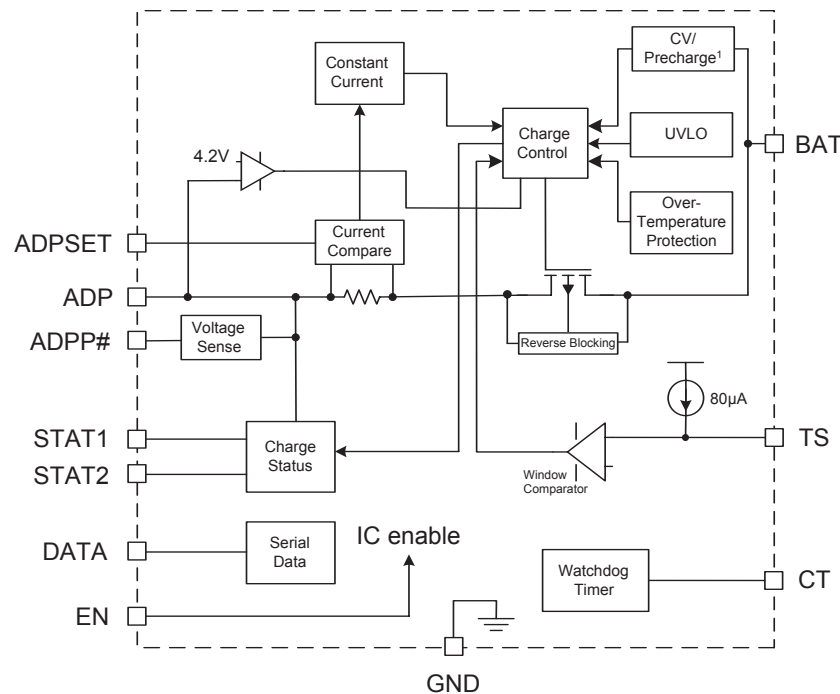 Constant
Current
CV/
Precharge1
Charge
Control
UVLO
BAT
4.2V
Over-
Temperature
Protection
ADPSET
Current
Compare
ADP
ADPP#
Voltage
Sense
Reverse Blocking
80µA
STAT1
STAT2
Charge
Status
TS
Window
Comparator
DATA
Serial
Data
IC enable
Watchdog
Timer
CT
EN
GND